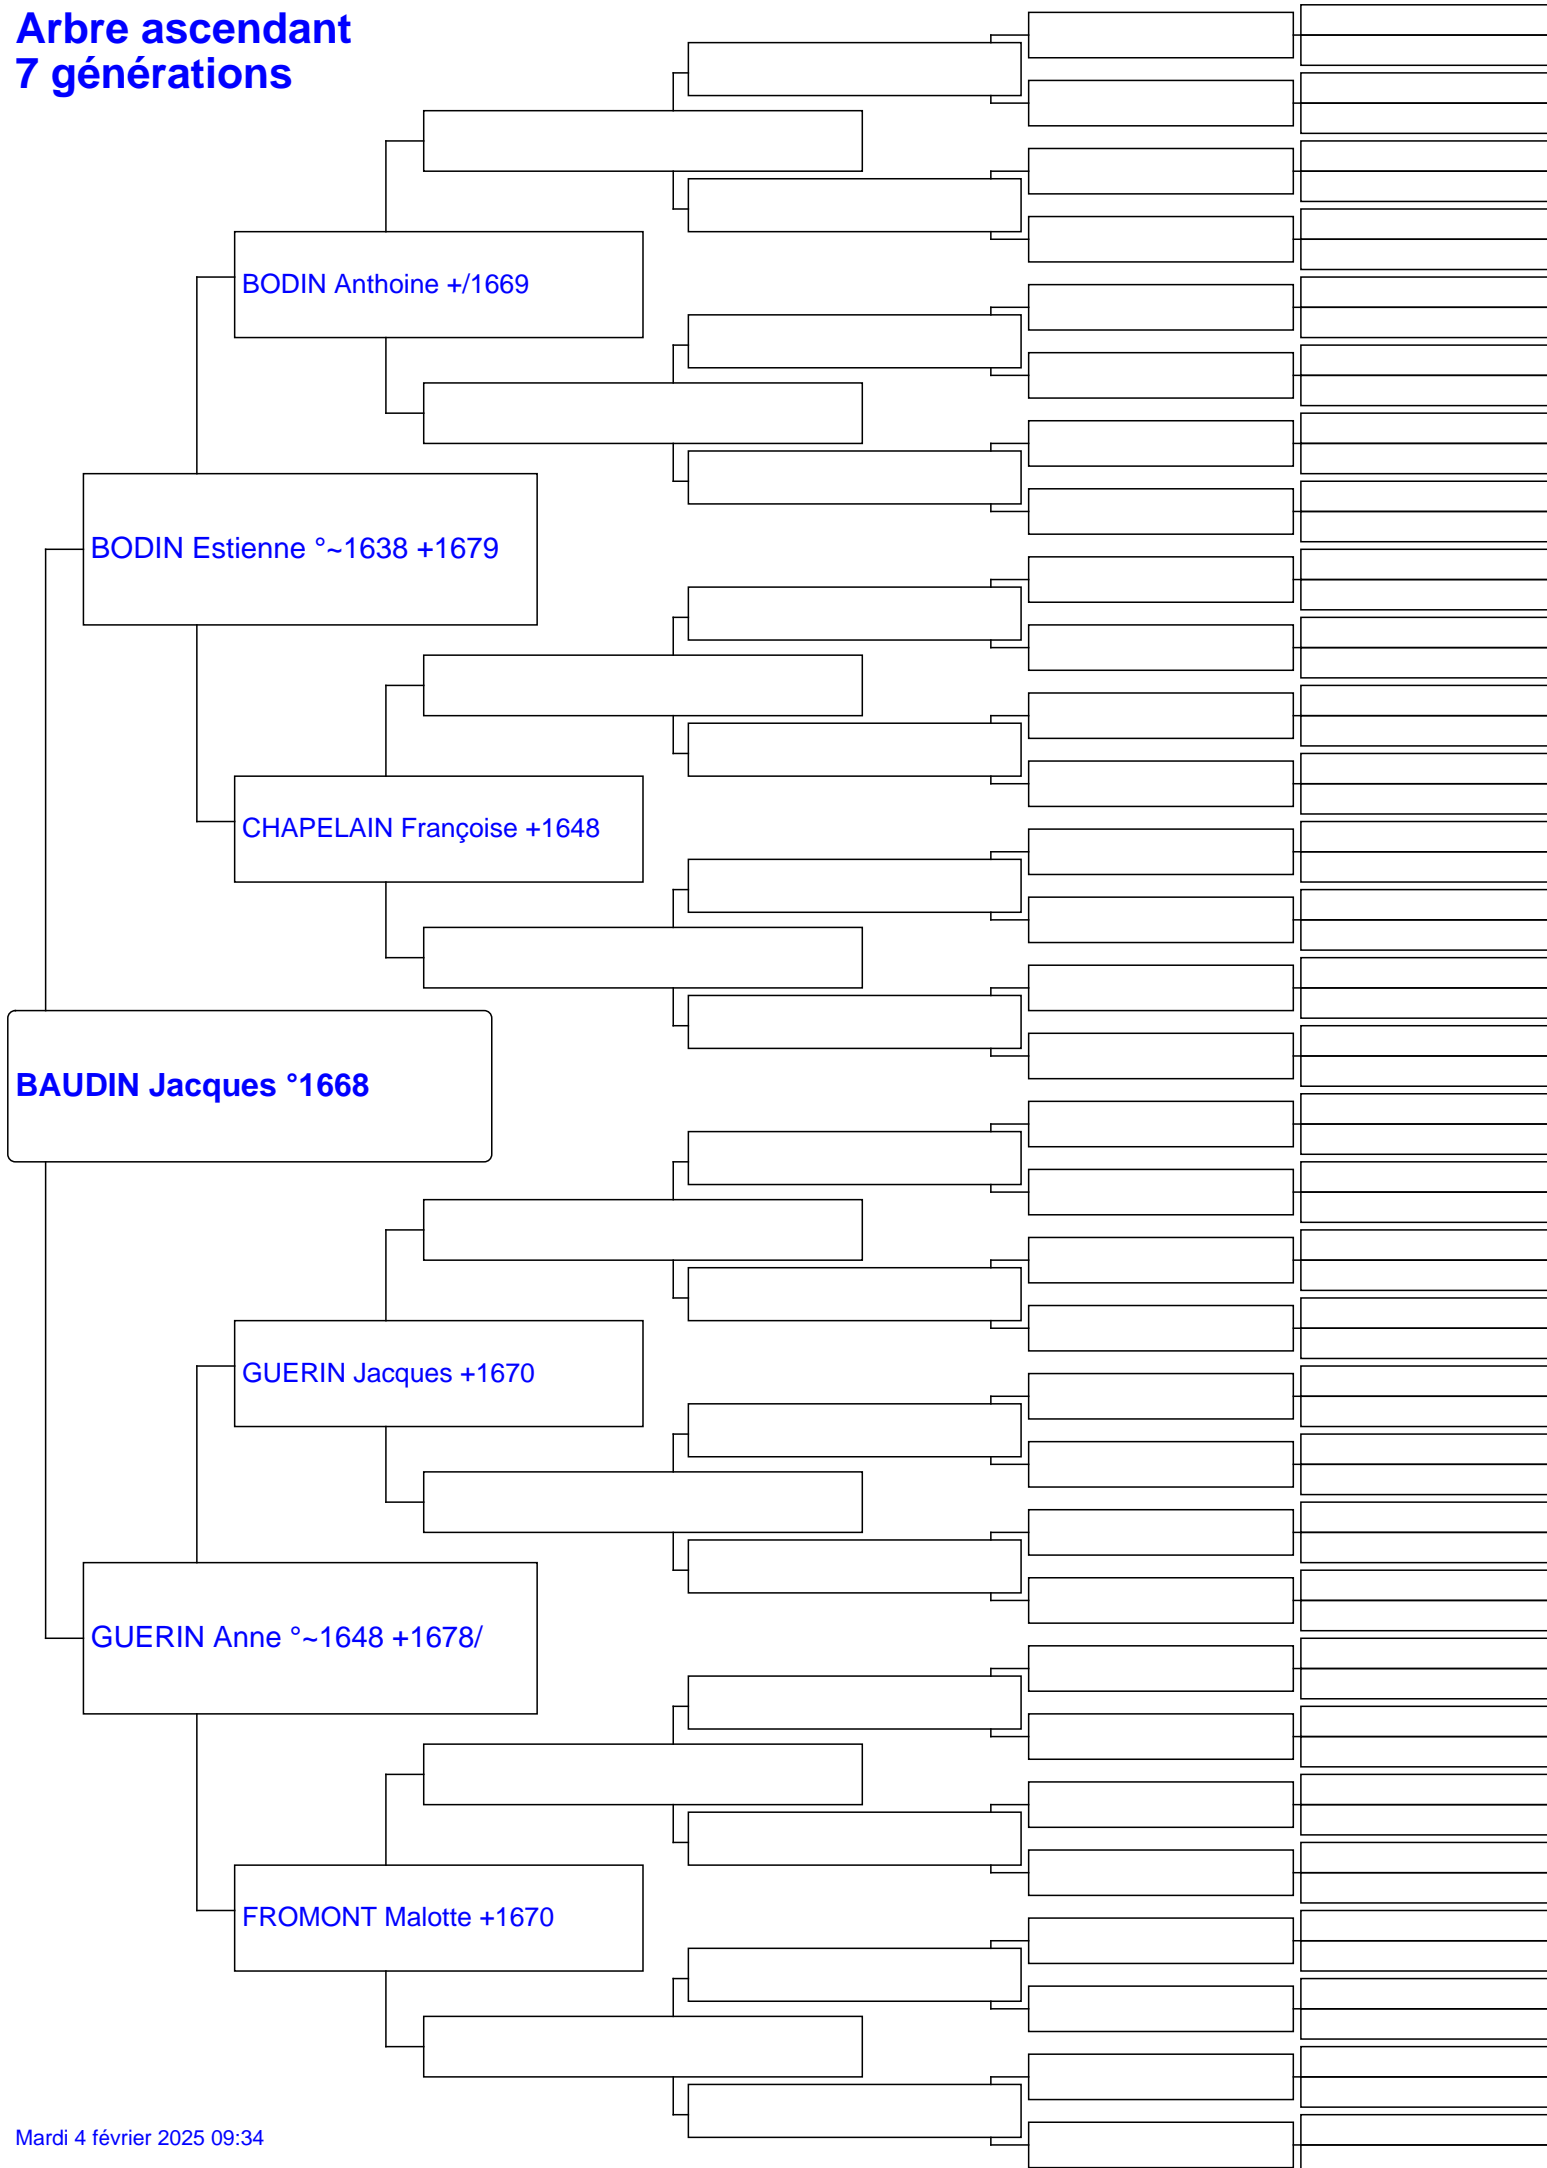 Arbre ascendant
7 générations
BODIN Anthoine +/1669
BODIN Estienne °~1638 +1679
CHAPELAIN Françoise +1648
BAUDIN Jacques °1668
GUERIN Jacques +1670
GUERIN Anne °~1648 +1678/
FROMONT Malotte +1670
Mardi 4 février 2025 09:34